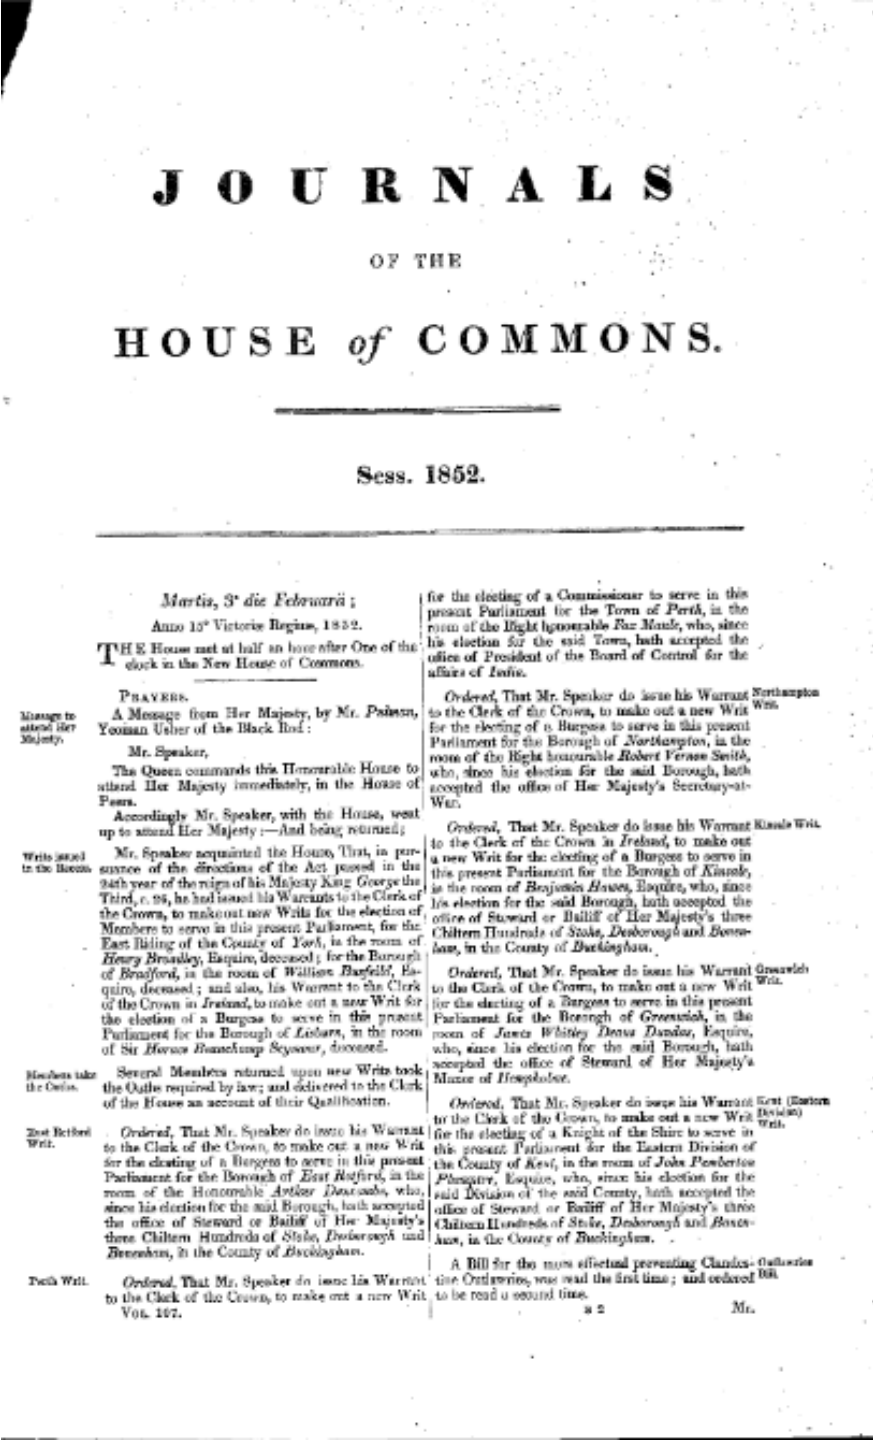 JOURNALS
OF THE
HOUSE of COMMONS.
Sess. 1852.
Martis, 3° die Februarii;
Anno 15° Victoriæ Reginæ, 1852.
THE House met at half an hour after One of the
clock in the New House of Commons.
PRAYERS.
Message to
attend Her
Majesty.
A Message from Her Majesty, by Mr. Pulman,
Yeoman Usher of the Black Rod:
Mr. Speaker,
The Queen commands this Honourable House to
attend Her Majesty immediately, in the House of
Peers.
Accordingly Mr. Speaker, with the House, went
up to attend Her Majesty:—And being returned;
Writs issued
in the Recess.
Mr. Speaker acquainted the House, That, in pur-
suance of the directions of the Act passed in the
24th year of the reign of his Majesty King George the
Third, c. 26, he had issued his Warrants to the Clerk of
the Crown, to make out new Writs for the election of
Members to serve in this present Parliament, for the
East Riding of the County of York, in the room of
Henry Broadley, Esquire, deceased; for the Borough
of Bradford, in the room of William Busfeild, Es-
quire, deceased; and also, his Warrant to the Clerk
of the Crown in Ireland, to make out a new Writ for
the election of a Burgess to serve in this present
Parliament for the Borough of Lisburn, in the room
of Sir Horace Beauchamp Seymour, deceased.
Members take
the Oaths.
Several Members returned upon new Writs took
the Oaths required by law; and delivered to the Clerk
of the House an account of their Qualification.
East Retford
Writ.
Ordered, That Mr. Speaker do issue his Warrant
to the Clerk of the Crown, to make out a new Writ
for the electing of a Burgess to serve in this present
Parliament for the Borough of East Retford, in the
room of the Honourable Arthur Duncombe, who,
since his election for the said Borough, hath accepted
the office of Steward or Bailiff of Her Majesty's
three Chiltern Hundreds of Stoke, Desborough and
Bonenham, in the County of Buckingham.
Perth Writ.
Ordered, That Mr. Speaker do issue his Warrant
to the Clerk of the Crown, to make out a new Writ
VOL. 107.
for the electing of a Commissioner to serve in this
present Parliament for the Town of Perth, in the
room of the Right honourable Fox Maule, who, since
his election for the said Town, hath accepted the
office of President of the Board of Control for the
affairs of India.
Northampton
Writ.
Ordered, That Mr. Speaker do issue his Warrant
to the Clerk of the Crown, to make out a new Writ
for the electing of a Burgess to serve in this present
Parliament for the Borough of Northampton, in the
room of the Right honourable Robert Vernon Smith,
who, since his election for the said Borough, hath
accepted the office of Her Majesty's Secretary-at-
War.
Kinsale Writ.
Ordered, That Mr. Speaker do issue his Warrant
to the Clerk of the Crown in Ireland, to make out
a new Writ for the electing of a Burgess to serve in
this present Parliament for the Borough of Kinsale,
in the room of Benjamin Hawes, Esquire, who, since
his election for the said Borough, hath accepted the
office of Steward or Bailiff of Her Majesty's three
Chiltern Hundreds of Stoke, Desborough and Bonen-
ham, in the County of Buckingham.
Greenwich
Writ.
Ordered, That Mr. Speaker do issue his Warrant
to the Clerk of the Crown, to make out a new Writ
for the electing of a Burgess to serve in this present
Parliament for the Borough of Greenwich, in the
room of James Whitley Deans Dundas, Esquire,
who, since his election for the said Borough, hath
accepted the office of Steward of Her Majesty's
Manor of Hempholme.
Kent (Eastern
Division)
Writ.
Ordered, That Mr. Speaker do issue his Warrant
to the Clerk of the Crown, to make out a new Writ
for the electing of a Knight of the Shire to serve in
this present Parliament for the Eastern Division of
the County of Kent, in the room of John Pemberton
Plumptre, Esquire, who, since his election for the
said Division of the said County, hath accepted the
office of Steward or Bailiff of Her Majesty's three
Chiltern Hundreds of Stoke, Desborough and Bonen-
ham, in the County of Buckingham.
Outlawries
Bill.
A Bill for the more effectual preventing Clandes-
tine Outlawries, was read the first time; and ordered
to be read a second time.
B 2
Mr.